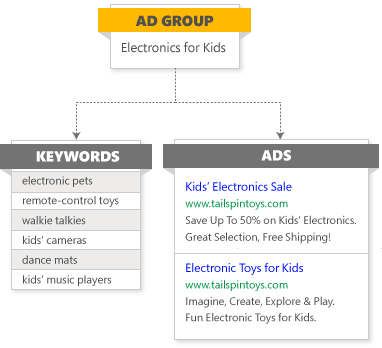 AD GROUP
Electronics for Kids
KEYWORDS
electronic pets
remote-control toys
walkie talkies
kids' cameras
dance mats
kids' music players
ADS
Kids' Electronics Sale
www.tailspintoys.com
Save Up To 50% on Kids' Electronics.
Great Selection, Free Shipping!
Electronic Toys for Kids
www.tailspintoys.com
Imagine, Create, Explore & Play.
Fun Electronic Toys for Kids.